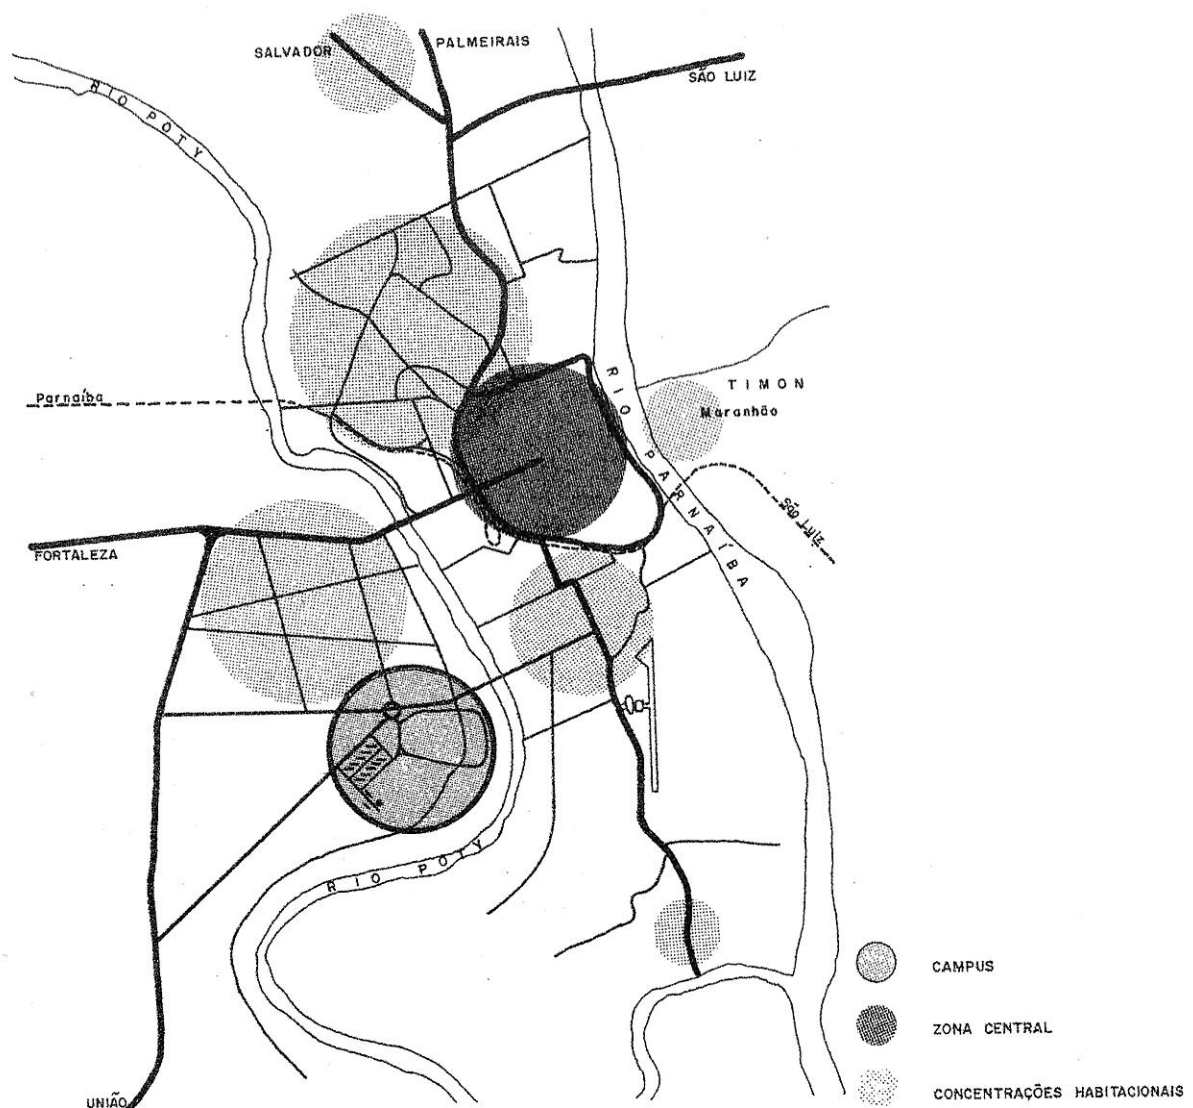 PALMEIRAIS
SALVADOR
SÃO LUIZ
RIO POTY
TIMON
Maranhão
Parnaíba
RIO PARNAÍBA
São Luiz
FORTALEZA
RIO POTY
CAMPUS
ZONA CENTRAL
CONCENTRAÇÕES HABITACIONAIS
UNIÃO